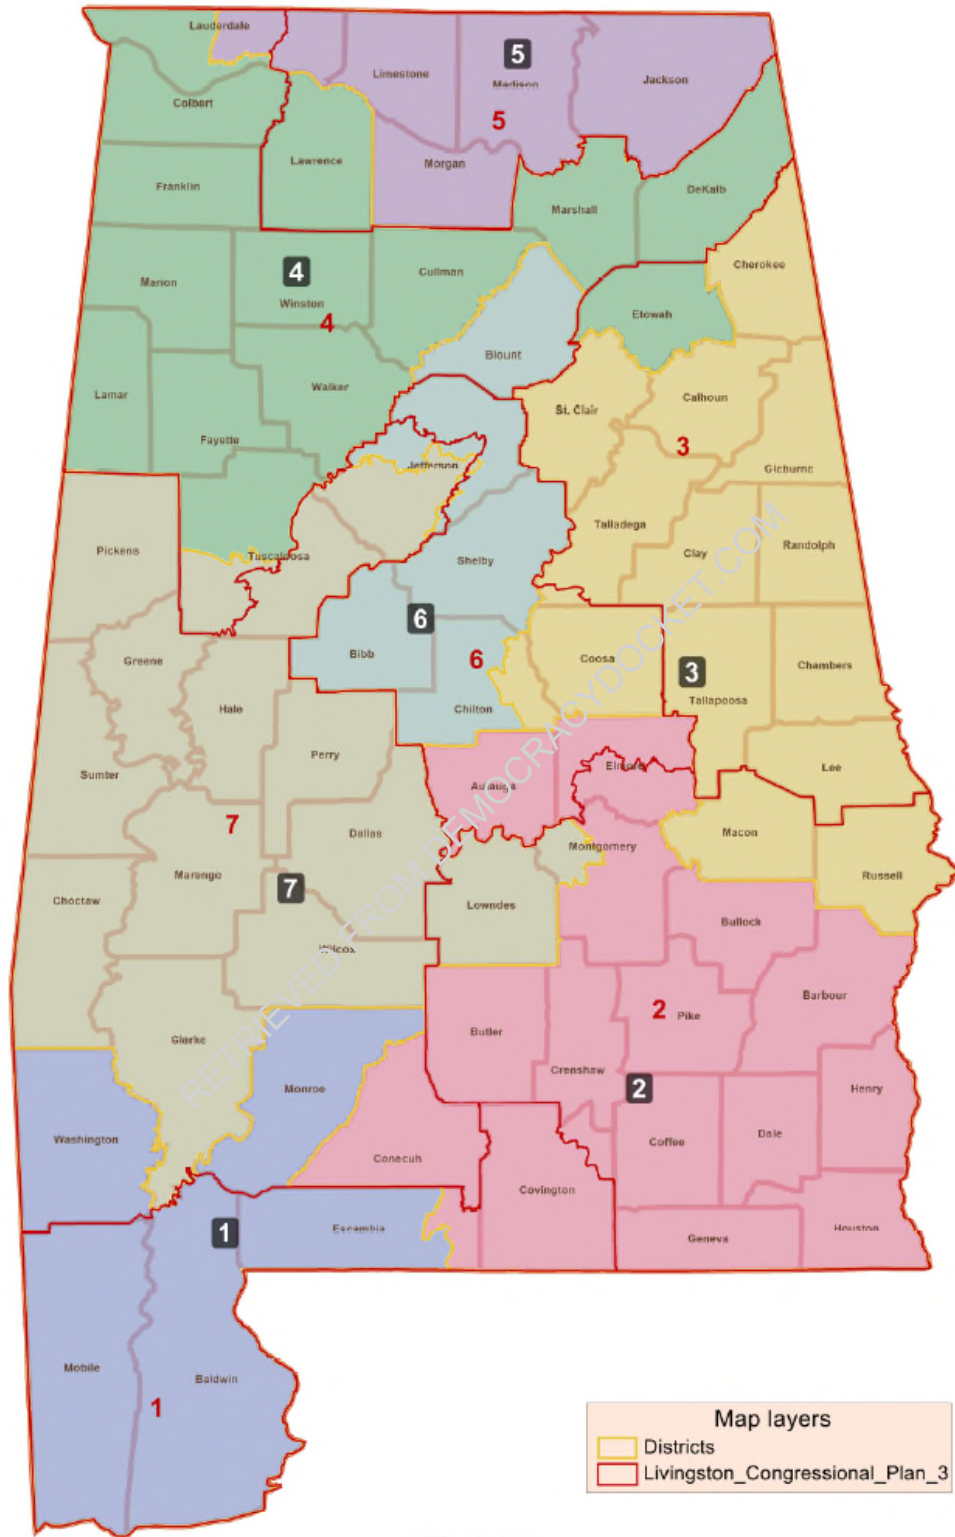 Lauderdale
5
Limestone
Madison
Jackson
Colbert
5
Lawrence
Morgan
Franklin
DeKalb
Marshall
Cherokee
4
Cullman
Marion
Winston
Etowah
4
Blount
Walker
Lamar
Calhoun
St. Clair
Fayette
3
Jefferson
Cleburne
Talladega
Pickens
Tuscaloosa
Clay
Randolph
Shelby
6
Bibb
6
Greene
Coosa
3
Chambers
Tallapoosa
Hale
Chilton
Perry
Elmore
Lee
Sumter
Autauga
7
Dallas
Macon
Montgomery
Marengo
7
Russell
Choctaw
Lowndes
Bullock
Wilcox
Barbour
2
Pike
Butler
Clarke
Crenshaw
2
Henry
Monroe
Washington
Coffee
Dale
Conecuh
Covington
1
Escambia
Houston
Geneva
Mobile
Baldwin
1
RETRIEVED FROM DEMOCRACYDOCKET.COM
Map layers
Districts
Livingston_Congressional_Plan_3